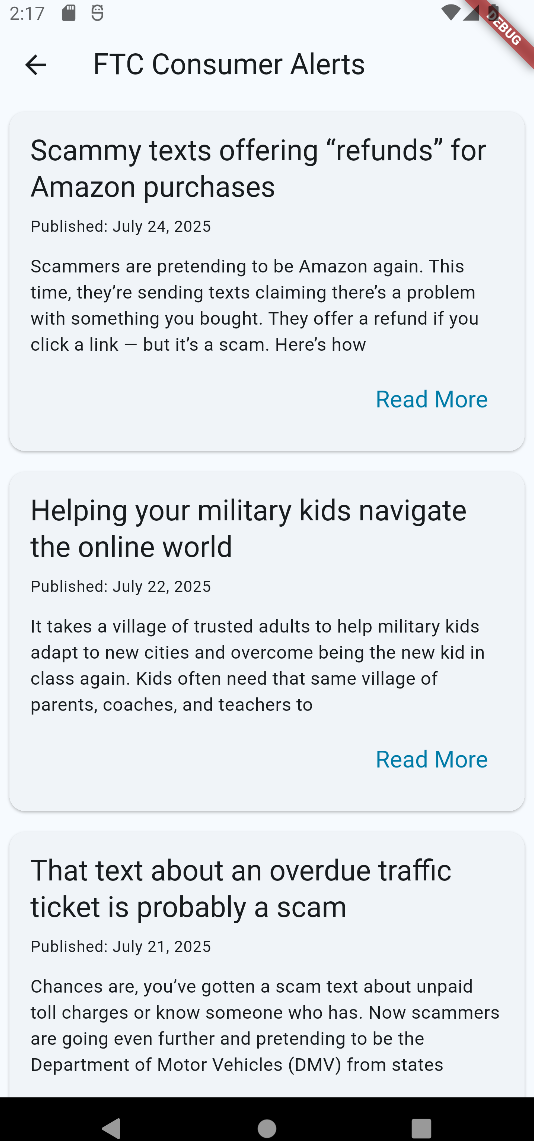 2:17
DEBUG
FTC Consumer Alerts
Scammy texts offering “refunds” for
Amazon purchases
Published: July 24, 2025
Scammers are pretending to be Amazon again. This
time, they’re sending texts claiming there’s a problem
with something you bought. They offer a refund if you
click a link — but it’s a scam. Here’s how
Read More
Helping your military kids navigate
the online world
Published: July 22, 2025
It takes a village of trusted adults to help military kids
adapt to new cities and overcome being the new kid in
class again. Kids often need that same village of
parents, coaches, and teachers to
Read More
That text about an overdue traffic
ticket is probably a scam
Published: July 21, 2025
Chances are, you’ve gotten a scam text about unpaid
toll charges or know someone who has. Now scammers
are going even further and pretending to be the
Department of Motor Vehicles (DMV) from states